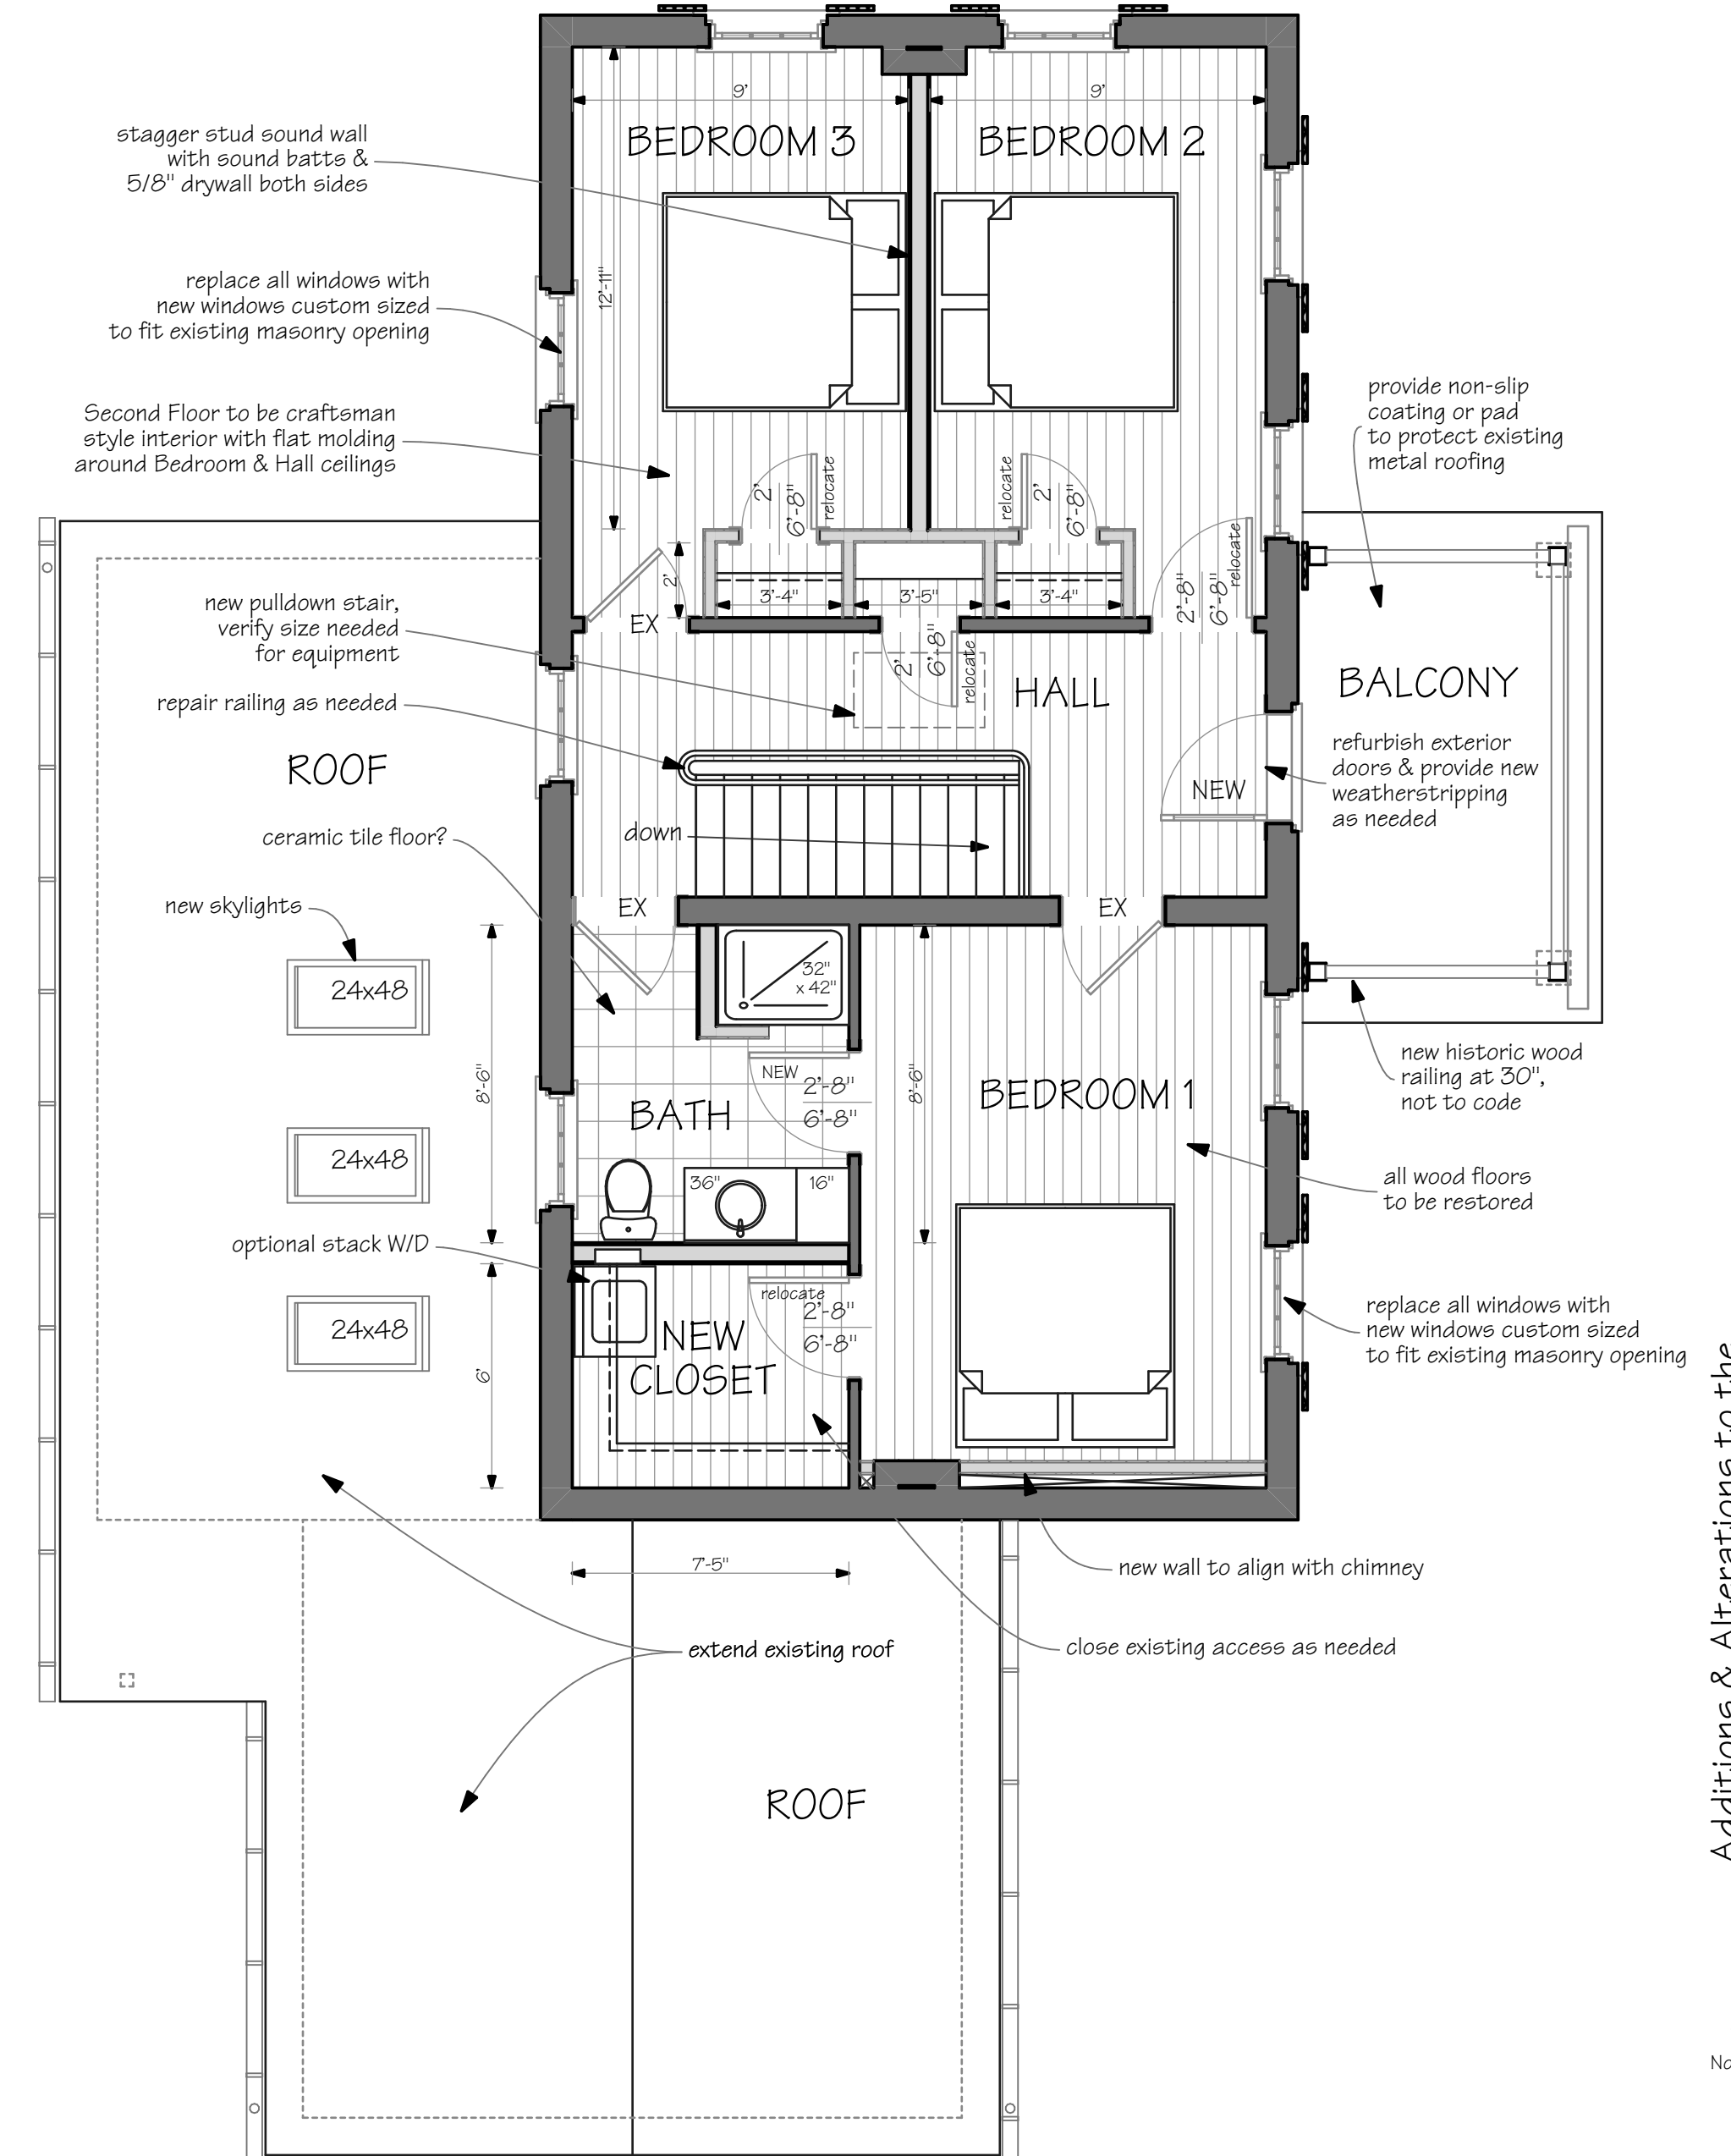 9'
9'
BEDROOM 3
BEDROOM 2
stagger stud sound wall
with sound batts &
5/8" drywall both sides
12'-11"
replace all windows with
new windows custom sized
to fit existing masonry opening
Second Floor to be craftsman
style interior with flat molding
around Bedroom & Hall ceilings
provide non-slip
coating or pad
to protect existing
metal roofing
2'
6'-8"
relocate
relocate
2'
6'-8"
2'
3'-4"
3'-5"
3'-4"
2'-8"
6'-8"
relocate
new pulldown stair,
verify size needed
for equipment
EX
2'
6'-8"
relocate
HALL
BALCONY
repair railing as needed
ROOF
refurbish exterior
doors & provide new
weatherstripping
as needed
NEW
ceramic tile floor?
down
new skylights
EX
EX
24x48
32"
x 42"
new historic wood
railing at 30",
not to code
8'-6"
NEW
2'-8"
6'-8"
8'-6"
BEDROOM 1
BATH
24x48
36"
16"
all wood floors
to be restored
optional stack W/D
relocate
2'-8"
6'-8"
24x48
NEW
CLOSET
6'
replace all windows with
new windows custom sized
to fit existing masonry opening
7'-5"
new wall to align with chimney
extend existing roof
close existing access as needed
ROOF
Additions & Alterations to the
No